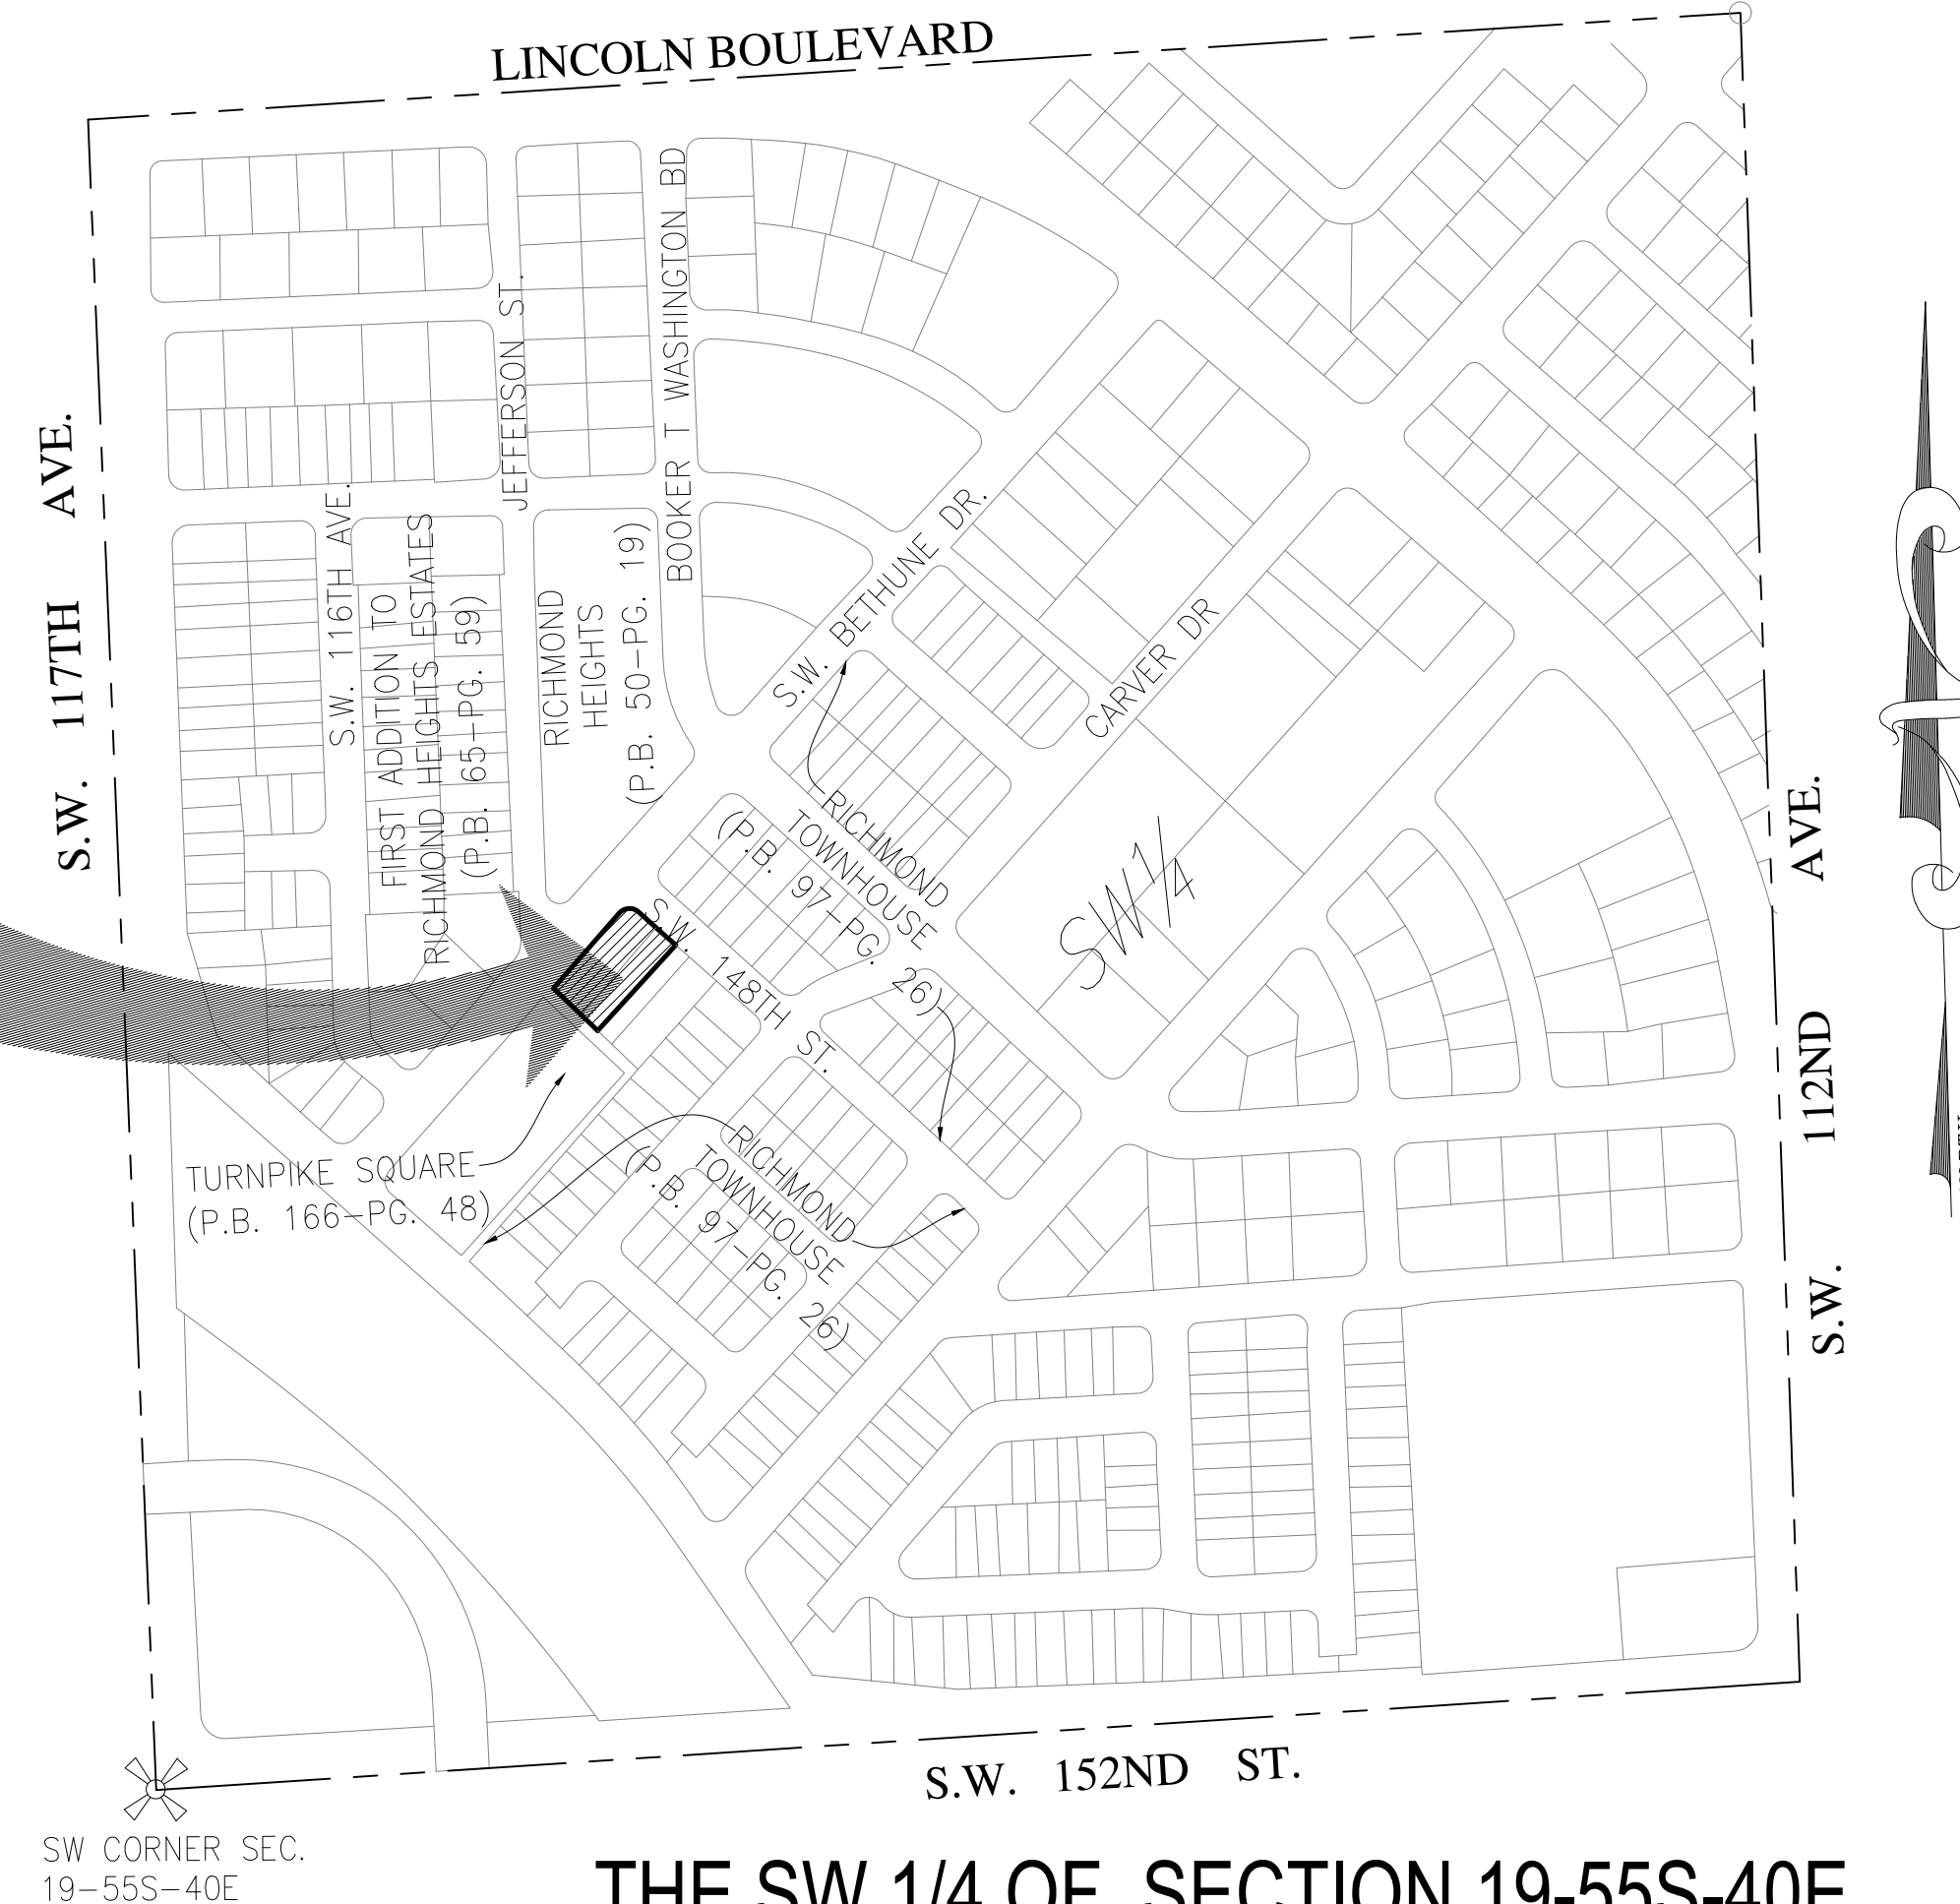 LINCOLN BOULEVARD
S.W. 117TH AVE.
JEFFERSON ST.
BOOKER T WASHINGTON BD
S.W. 116TH AVE.
FIRST ADDITION TO
RICHMOND HEIGHTS ESTATES
(P.B. 65-PG. 59)
RICHMOND
HEIGHTS
(P.B. 50-PG. 19)
S.W. BETHUNE DR.
CARVER DR
RICHMOND
TOWNHOUSE
(P.B. 97-PG. 26)
SW 1/4
S.W. 148TH ST.
S.W. 112ND AVE.
TURNPIKE SQUARE
(P.B. 166-PG. 48)
RICHMOND
TOWNHOUSE
(P.B. 97-PG. 26)
S.W. 152ND ST.
SW CORNER SEC.
19-55S-40E
THE SW 1/4 OF SECTION 19-55S-40E